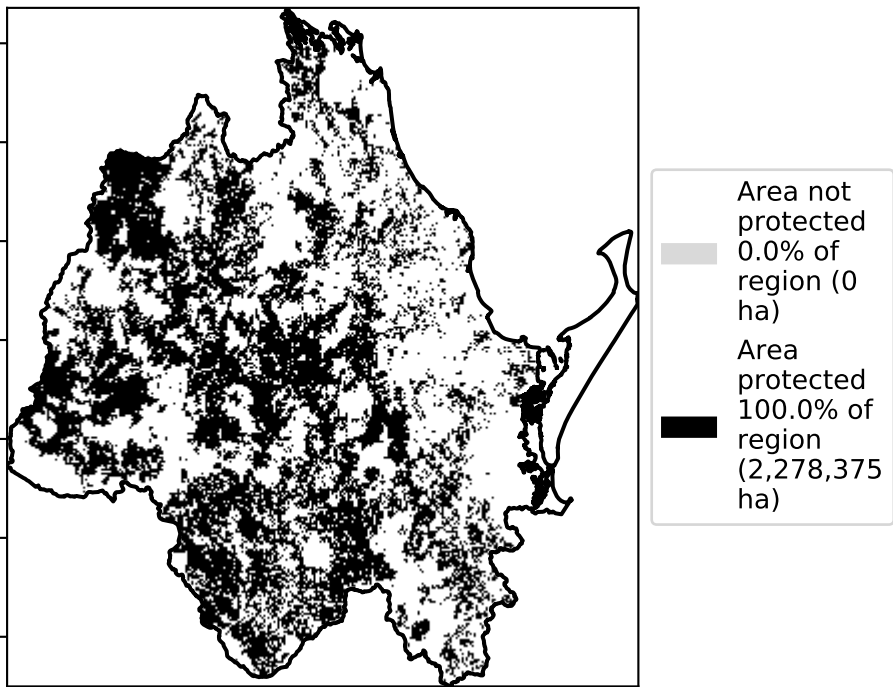 Area not
protected
0.0% of
region (0
ha)
Area
protected
100.0% of
region
(2,278,375
ha)